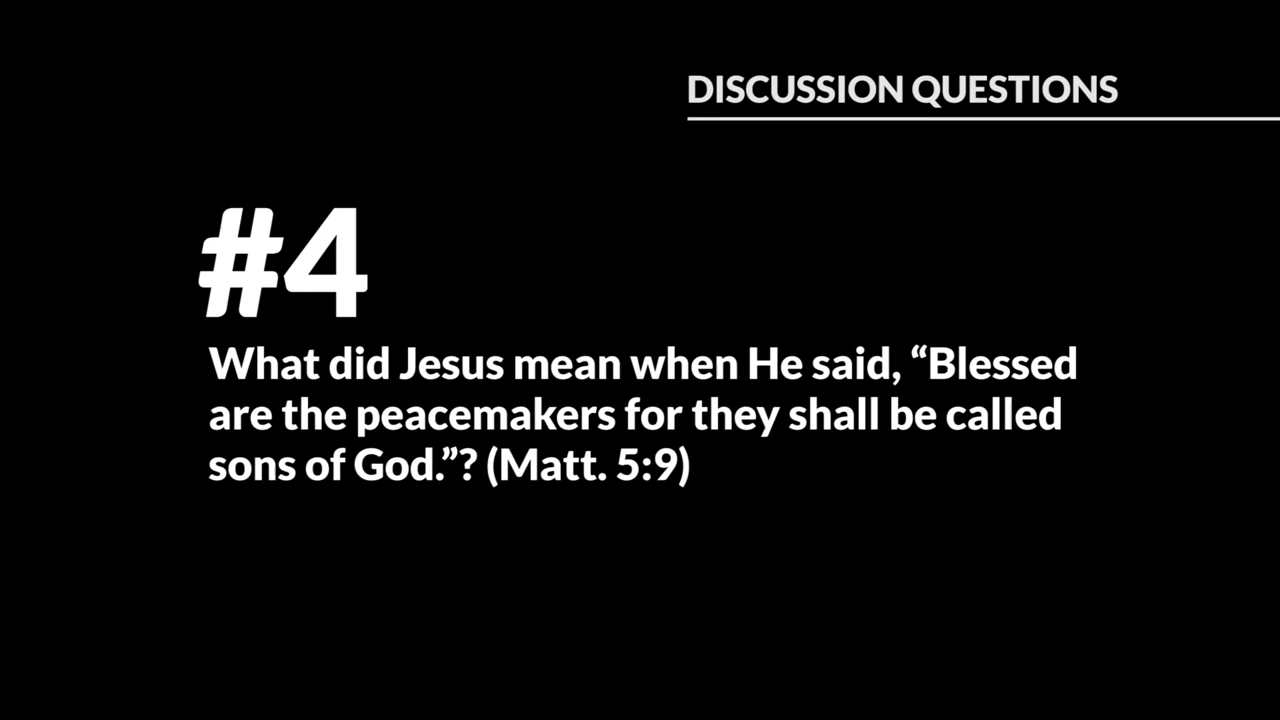 DISCUSSION QUESTIONS
#4
What did Jesus mean when He said, “Blessed
are the peacemakers for they shall be called
sons of God.”? (Matt. 5:9)